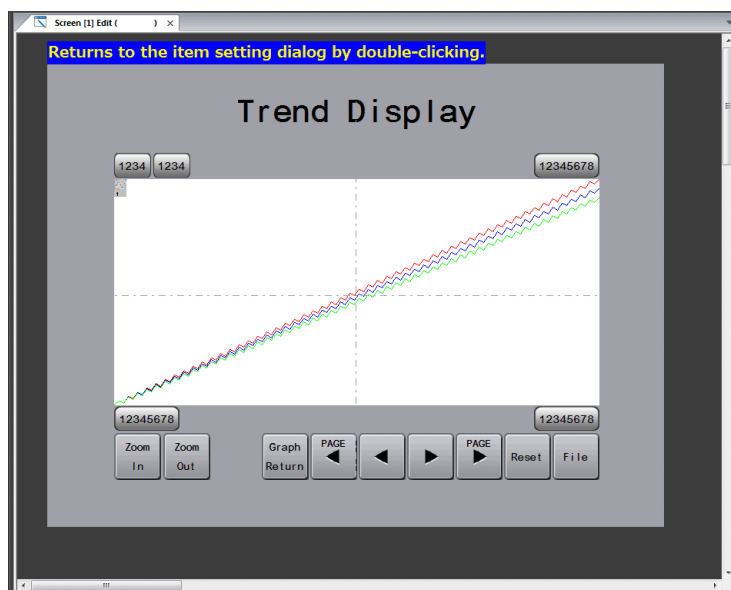 Screen [1] Edit ( )
Returns to the item setting dialog by double-clicking.
Trend Display
1234 1234 12345678
1
12345678 12345678
Zoom In Zoom Out Graph Return PAGE PAGE Reset File